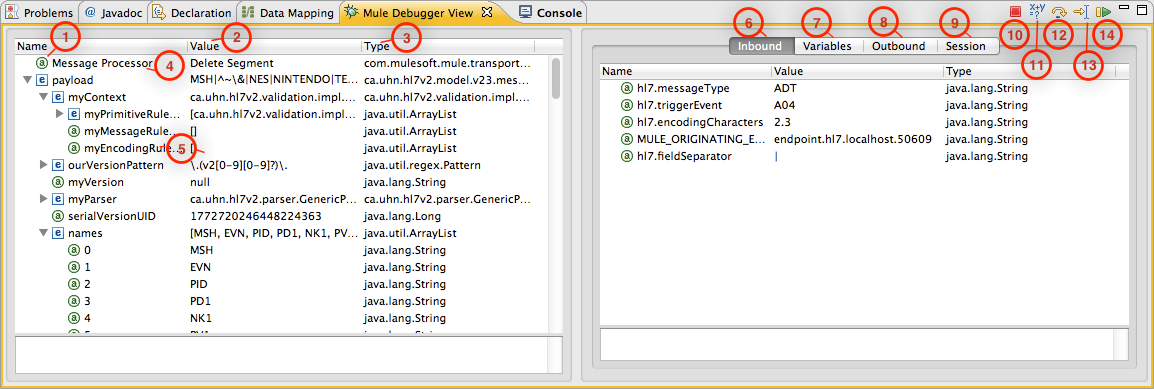 Problems @ Javadoc Declaration Data Mapping Mule Debugger View Console
1 2 3 6 7 8 9 10 11 12 13 14
Name Value Type
Message Processor Delete Segment com.mulesoft.mule.transport...
4
payload MSH|^~\&|NES|NINTENDO|TE... ca.uhn.hl7v2.model.v23.mes...
myContext ca.uhn.hl7v2.validation.impl.... ca.uhn.hl7v2.validation.impl....
myPrimitiveRule... [ca.uhn.hl7v2.validation.impl.... java.util.ArrayList
myMessageRule... [] java.util.ArrayList
myEncodingRule... [ java.util.ArrayList
5
ourVersionPattern \.(v2[0-9][0-9]?)\. java.util.regex.Pattern
myVersion null java.lang.String
myParser ca.uhn.hl7v2.parser.GenericP... ca.uhn.hl7v2.parser.GenericP...
serialVersionUID 1772720246448224363 java.lang.Long
names [MSH, EVN, PID, PD1, NK1, PV... java.util.ArrayList
0 MSH java.lang.String
1 EVN java.lang.String
2 PID java.lang.String
3 PD1 java.lang.String
4 NK1 java.lang.String
Inbound Variables Outbound Session
Name Value Type
hl7.messageType ADT java.lang.String
hl7.triggerEvent A04 java.lang.String
hl7.encodingCharacters 2.3 java.lang.String
MULE_ORIGINATING_E... endpoint.hl7.localhost.50609 java.lang.String
hl7.fieldSeparator | java.lang.String